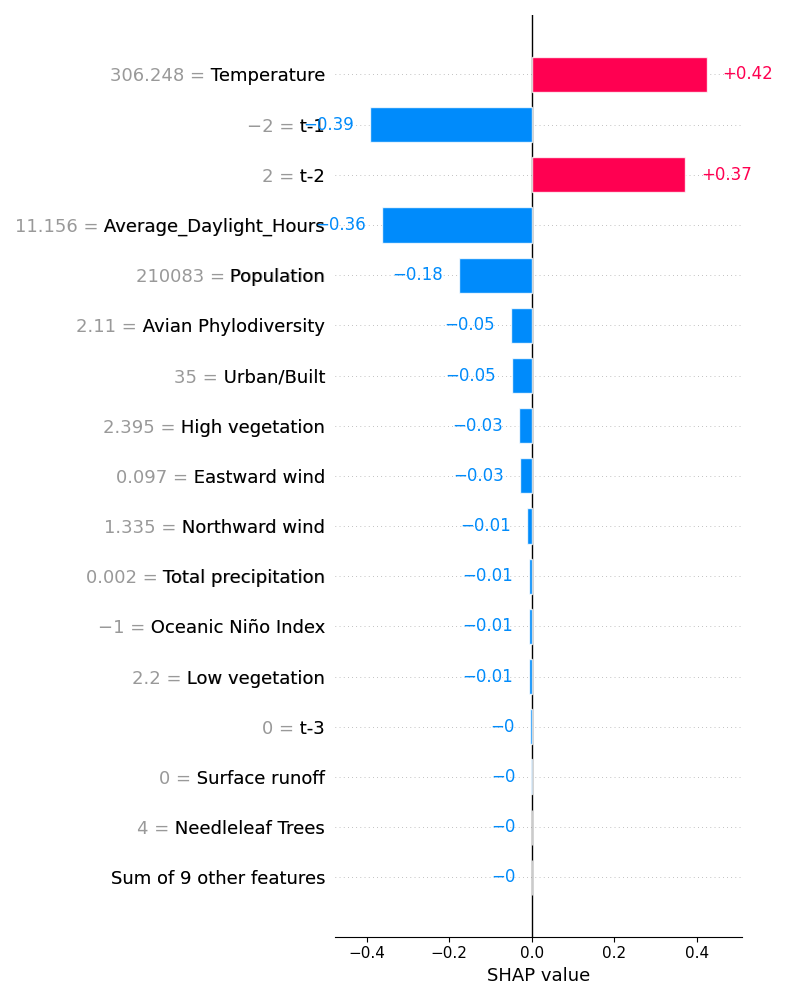 306.248 = Temperature +0.42
−2 = t-1 −0.39
2 = t-2 +0.37
11.156 = Average_Daylight_Hours −0.36
210083 = Population −0.18
2.11 = Avian Phylodiversity −0.05
35 = Urban/Built −0.05
2.395 = High vegetation −0.03
0.097 = Eastward wind −0.03
1.335 = Northward wind −0.01
0.002 = Total precipitation −0.01
−1 = Oceanic Niño Index −0.01
2.2 = Low vegetation −0.01
0 = t-3 −0
0 = Surface runoff −0
4 = Needleleaf Trees −0
Sum of 9 other features −0
−0.4 −0.2 0.0 0.2 0.4
SHAP value